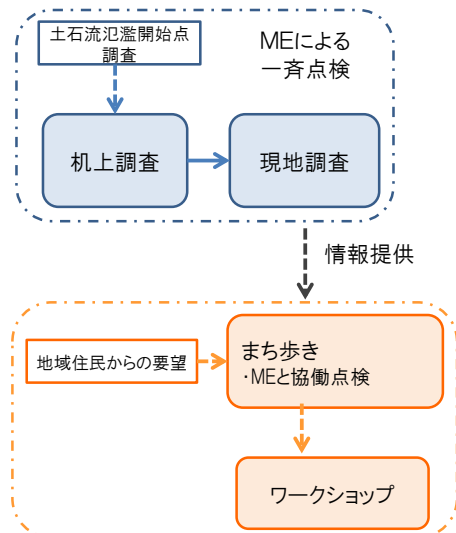 土石流氾濫開始点
調査
MEによる
一斉点検
机上調査
現地調査
情報提供
地域住民からの要望
まち歩き
・MEと協働点検
ワークショップ